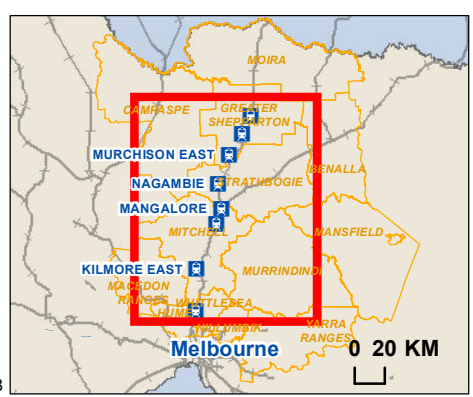 MOIRA
CAMPASPE
GREATER
SHEPPARTON
MURCHISON EAST
BENALLA
NAGAMBIE
STRATHBOGIE
MANGALORE
MITCHELL
MANSFIELD
KILMORE EAST
MURRINDINDI
MACEDON
RANGES
WHITTLESEA
HUME
NILLUMBIK
YARRA
RANGES
Melbourne
0 20 KM